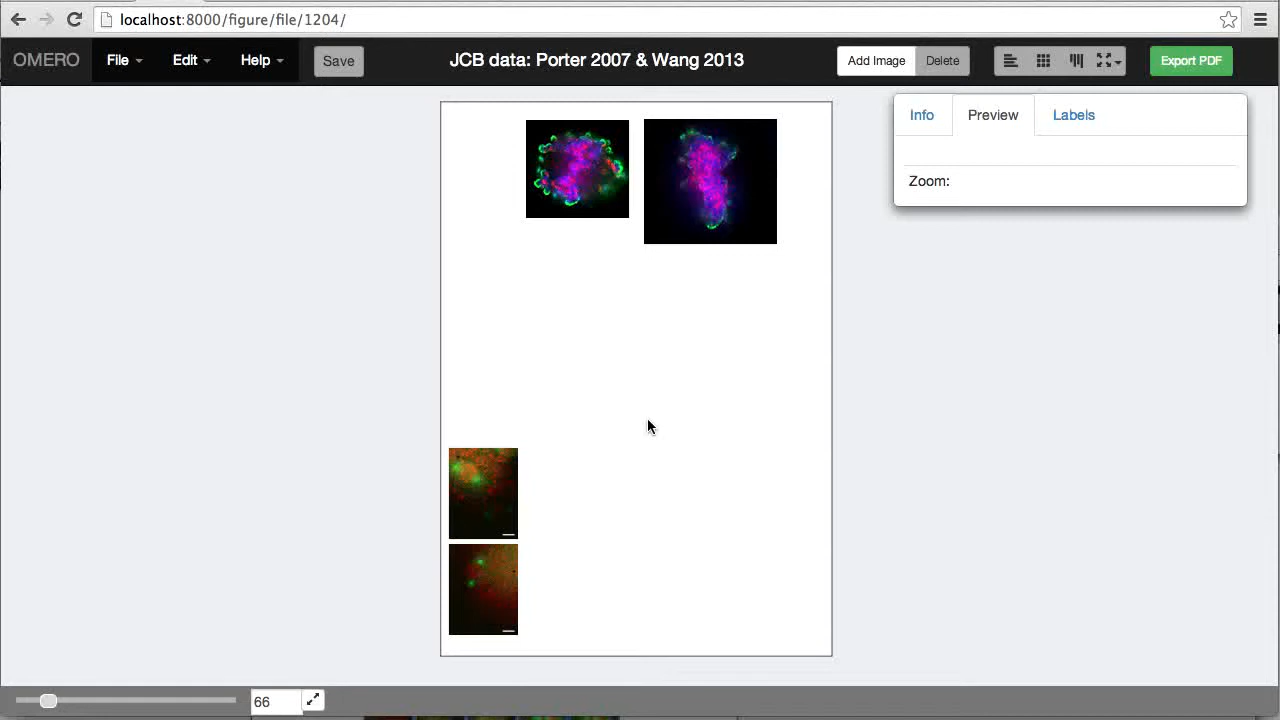 localhost:8000/figure/file/1204/
OMERO File Edit Help Save JCB data: Porter 2007 & Wang 2013 Add Image Delete Export PDF
Info Preview Labels
Zoom:
66